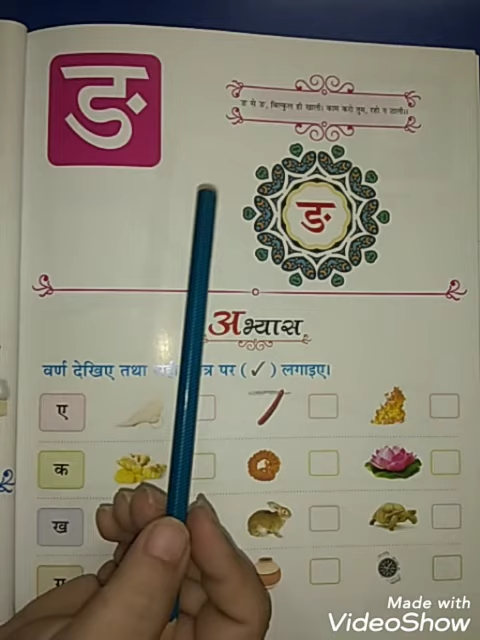 ङ
ङ से ङ, बिल्कुल ही खाली। काम करो तुम, रहो न ठाली।।
ङ
अभ्यास
वर्ण देखिए तथा पर (✓) लगाइए।
ए
क
ख
ग
Made with
VideoShow